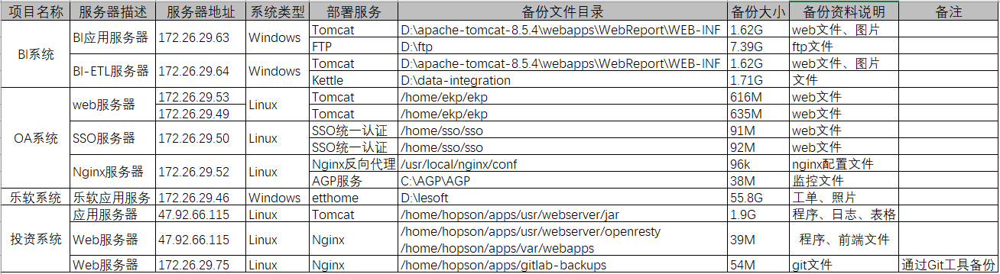 项目名称 服务器描述 服务器地址 系统类型 部署服务 备份文件目录 备份大小 备份资料说明 备注
BI系统 BI应用服务器 172.26.29.63 Windows Tomcat D:\apache-tomcat-8.5.4\webapps\WebReport\WEB-INF 1.62G web文件、图片
FTP D:\ftp 7.39G ftp文件
BI-ETL服务器 172.26.29.64 Windows Tomcat D:\apache-tomcat-8.5.4\webapps\WebReport\WEB-INF 1.62G web文件、图片
Kettle D:\data-integration 1.71G 文件
OA系统 web服务器 172.26.29.53 Linux Tomcat /home/ekp/ekp 616M web文件
172.26.29.49 Tomcat /home/ekp/ekp 635M web文件
SSO服务器 172.26.29.50 Linux SSO统一认证 /home/sso/sso 91M web文件
SSO统一认证 /home/sso/sso 92M web文件
Nginx服务器 172.26.29.52 Linux Nginx反向代理 /usr/local/nginx/conf 96k nginx配置文件
AGP服务 C:\AGP\AGP 38M 监控文件
乐软系统 乐软应用服务 172.26.29.46 Windows etthome D:\lesoft 55.8G 工单、照片
投资系统 应用服务器 47.92.66.115 Linux Tomcat /home/hopson/apps/usr/webserver/jar 1.9G 程序、日志、表格
Web服务器 47.92.66.115 Linux Nginx /home/hopson/apps/usr/webserver/openresty 39M 程序、前端文件
/home/hopson/apps/var/webapps
Web服务器 172.26.29.75 Linux Nginx /home/hopson/apps/gitlab-backups 54M git文件 通过Git工具备份